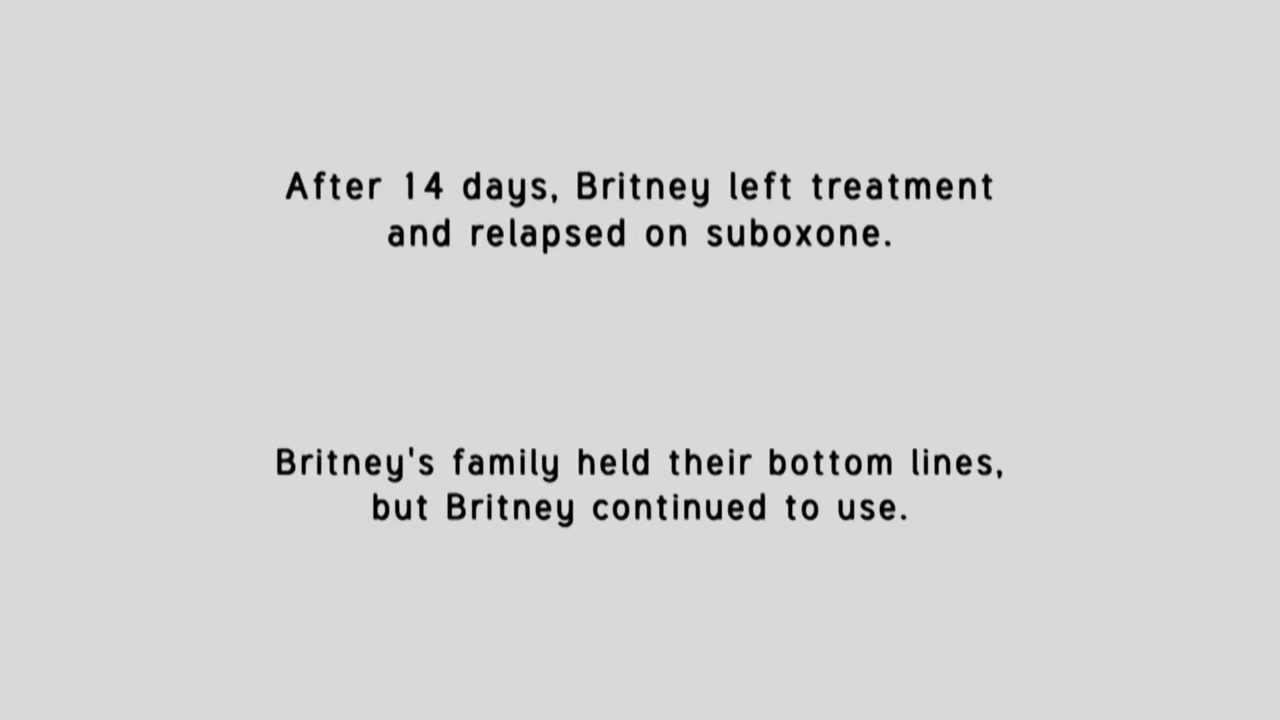 After 14 days, Britney left treatment
and relapsed on suboxone.
Britney's family held their bottom lines,
but Britney continued to use.